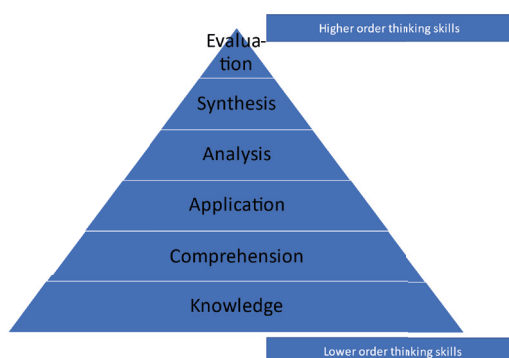 Higher order thinking skills
Evalua-
tion
Synthesis
Analysis
Application
Comprehension
Knowledge
Lower order thinking skills